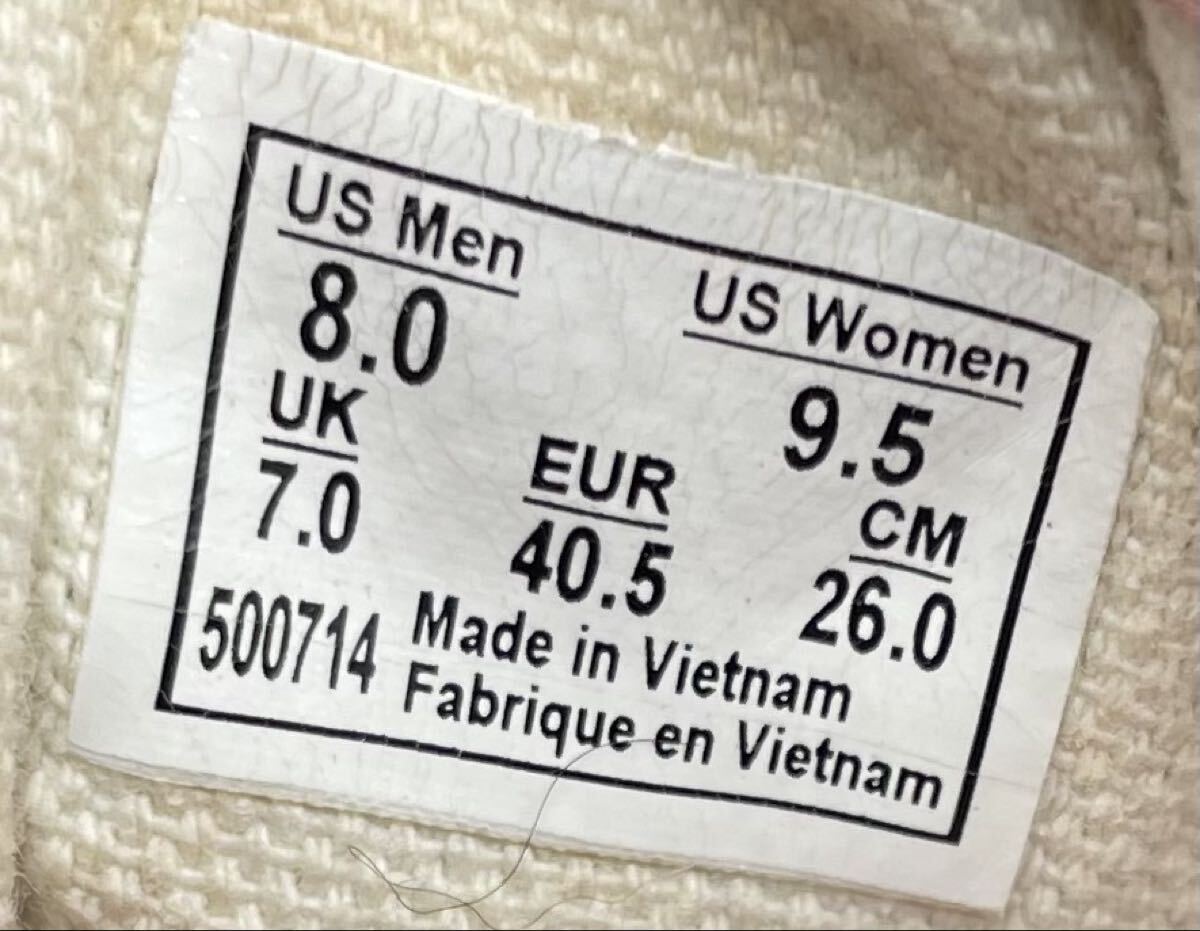 US Men
US Women
8.0
9.5
UK
EUR
CM
7.0
40.5
26.0
500714
Made in Vietnam
Fabrique en Vietnam